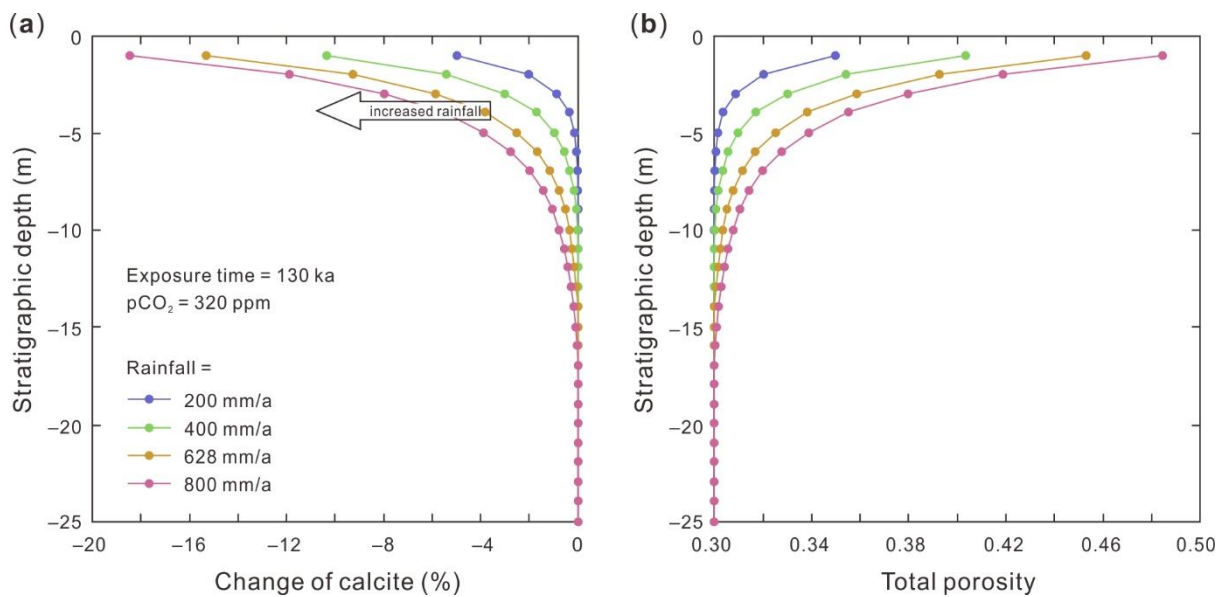 (a)
0
−5
−10
−15
−20
−25
Stratigraphic depth (m)
increased rainfall
Exposure time = 130 ka
pCO₂ = 320 ppm
Rainfall =
200 mm/a
400 mm/a
628 mm/a
800 mm/a
−20 −16 −12 −8 −4 0
Change of calcite (%)
(b)
0
−5
−10
−15
−20
−25
Stratigraphic depth (m)
0.30 0.34 0.38 0.42 0.46 0.50
Total porosity